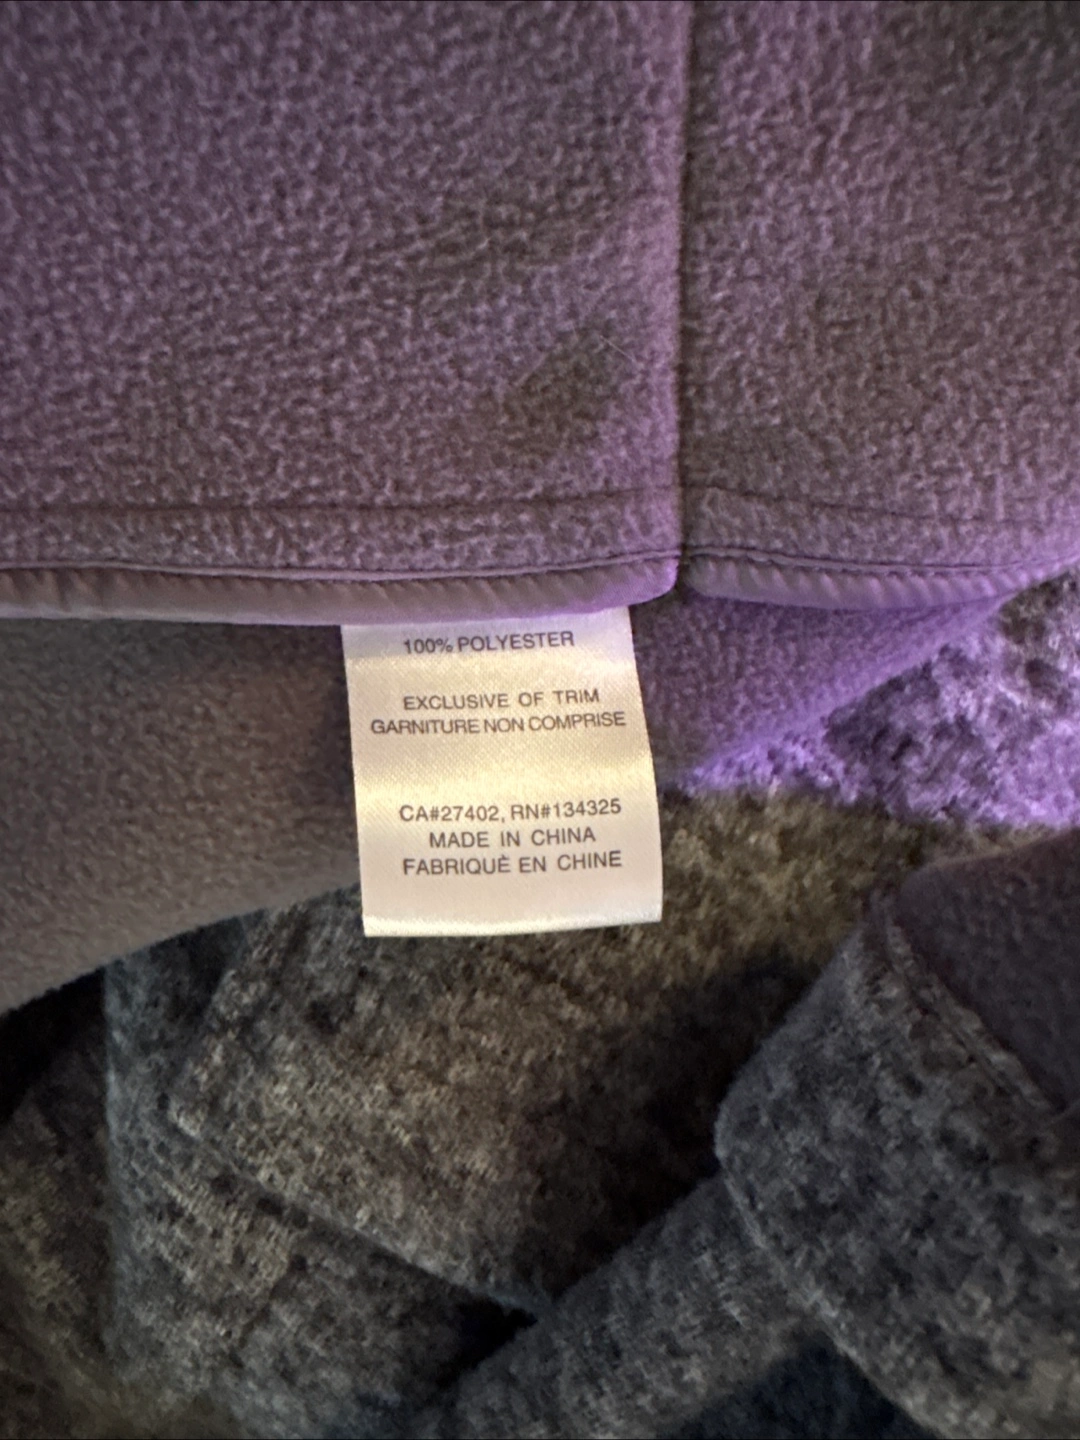 100% POLYESTER
EXCLUSIVE OF TRIM
GARNITURE NON COMPRISE
CA#27402, RN#134325
MADE IN CHINA
FABRIQUÈ EN CHINE